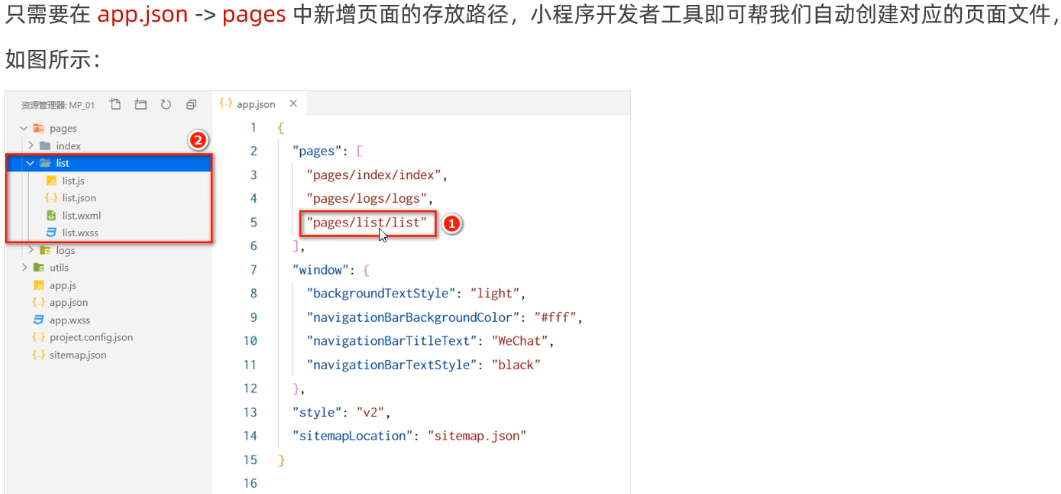 只需要在 app.json -> pages 中新增页面的存放路径，小程序开发者工具即可帮我们自动创建对应的页面文件，
如图所示：
资源管理器: MP_01
app.json ×
pages
index
list
list.js
list.json
list.wxml
list.wxss
logs
utils
app.js
app.json
app.wxss
project.config.json
sitemap.json
2
1 {
2 "pages": [
3 "pages/index/index",
4 "pages/logs/logs",
5 "pages/list/list"
1
6 ],
7 "window": {
8 "backgroundTextStyle": "light",
9 "navigationBarBackgroundColor": "#fff",
10 "navigationBarTitleText": "WeChat",
11 "navigationBarTextStyle": "black"
12 },
13 "style": "v2",
14 "sitemapLocation": "sitemap.json"
15 }
16